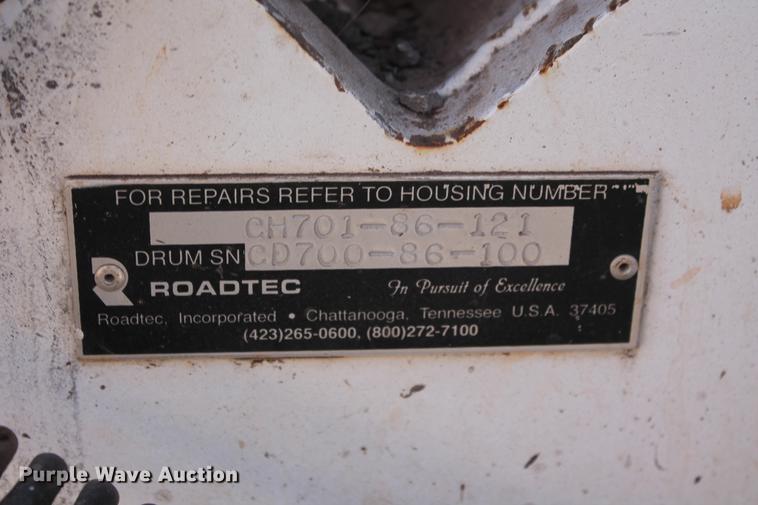 FOR REPAIRS REFER TO HOUSING NUMBER
CH701-86-121
DRUM SN CD700-86-100
ROADTEC In Pursuit of Excellence
Roadtec, Incorporated • Chattanooga, Tennessee U.S.A. 37405
(423)265-0600, (800)272-7100
Purple Wave Auction